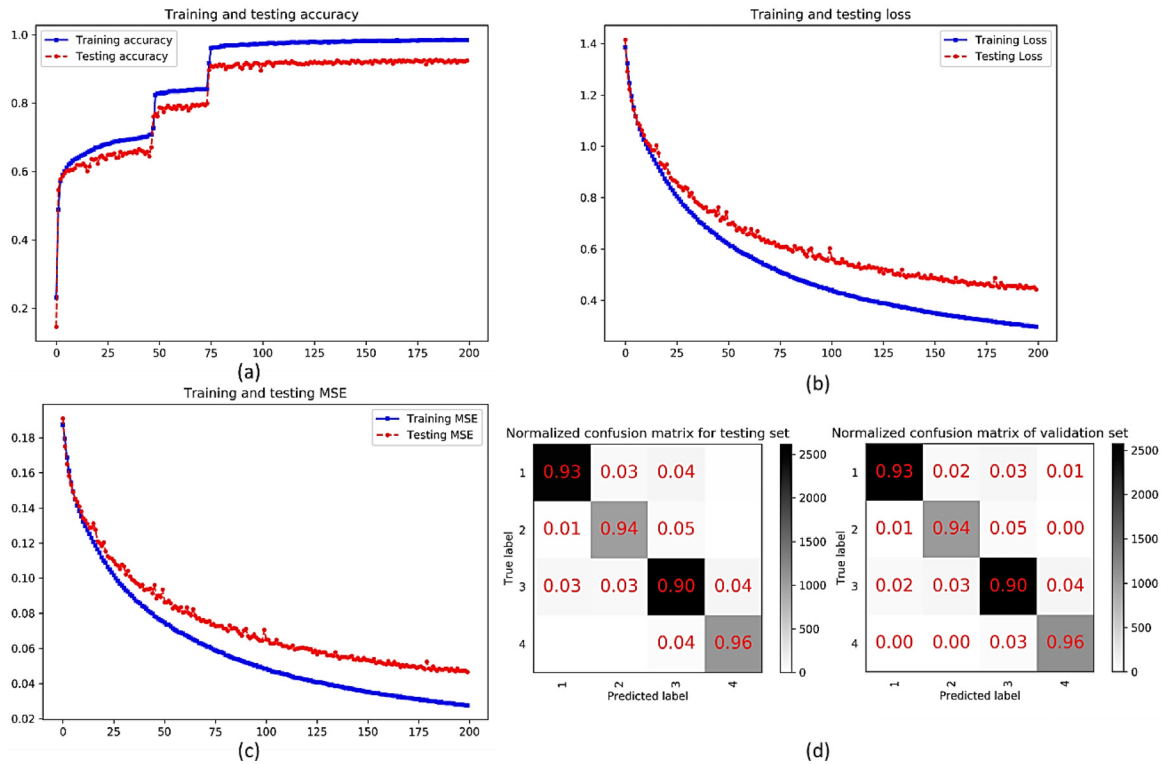 Training and testing accuracy
Training accuracy
Testing accuracy
1.0
0.8
0.6
0.4
0.2
0 25 50 75 100 125 150 175 200
(a)
Training and testing loss
Training Loss
Testing Loss
1.4
1.2
1.0
0.8
0.6
0.4
0 25 50 75 100 125 150 175 200
(b)
Training and testing MSE
Training MSE
Testing MSE
0.18
0.16
0.14
0.12
0.10
0.08
0.06
0.04
0.02
0 25 50 75 100 125 150 175 200
(c)
Normalized confusion matrix for testing set
True label
1 0.93 0.03 0.04
2 0.01 0.94 0.05
3 0.03 0.03 0.90 0.04
4 0.04 0.96
1 2 3 4
Predicted label
2500
2000
1500
1000
500
0
Normalized confusion matrix of validation set
True label
1 0.93 0.02 0.03 0.01
2 0.01 0.94 0.05 0.00
3 0.02 0.03 0.90 0.04
4 0.00 0.00 0.03 0.96
1 2 3 4
Predicted label
2500
2000
1500
1000
500
0
(d)